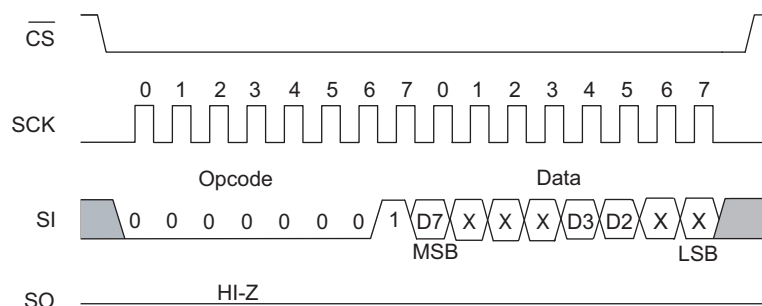 CS
0 1 2 3 4 5 6 7 0 1 2 3 4 5 6 7
SCK
Opcode Data
SI 0 0 0 0 0 0 0 1 D7 X X X D3 D2 X X
MSB LSB
HI-Z
SO